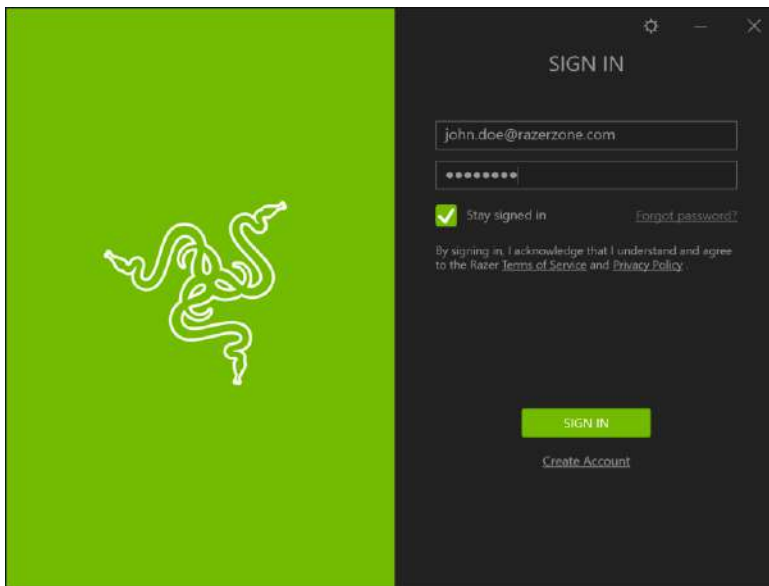 SIGN IN
john.doe@razerzone.com
••••••••
Stay signed in
Forgot password?
By signing in, I acknowledge that I understand and agree
to the Razer Terms of Service and Privacy Policy.
SIGN IN
Create Account